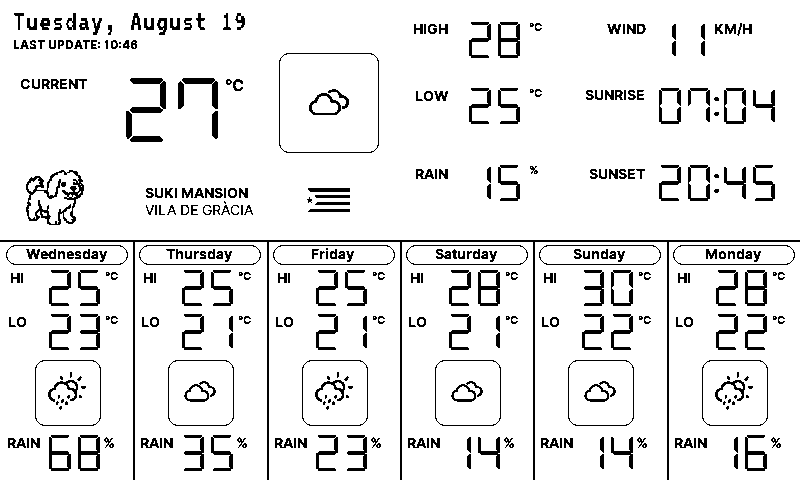 Tuesday, August 19
LAST UPDATE: 10:46
CURRENT 27 °C
HIGH 28 °C
LOW 25 °C
RAIN 15 %
WIND 11 KM/H
SUNRISE 07:04
SUNSET 20:45
SUKI MANSION
VILA DE GRÀCIA
Wednesday
HI 25 °C
LO 23 °C
RAIN 68 %
Thursday
HI 25 °C
LO 21 °C
RAIN 35 %
Friday
HI 25 °C
LO 21 °C
RAIN 23 %
Saturday
HI 28 °C
LO 21 °C
RAIN 14 %
Sunday
HI 30 °C
LO 22 °C
RAIN 14 %
Monday
HI 28 °C
LO 22 °C
RAIN 16 %